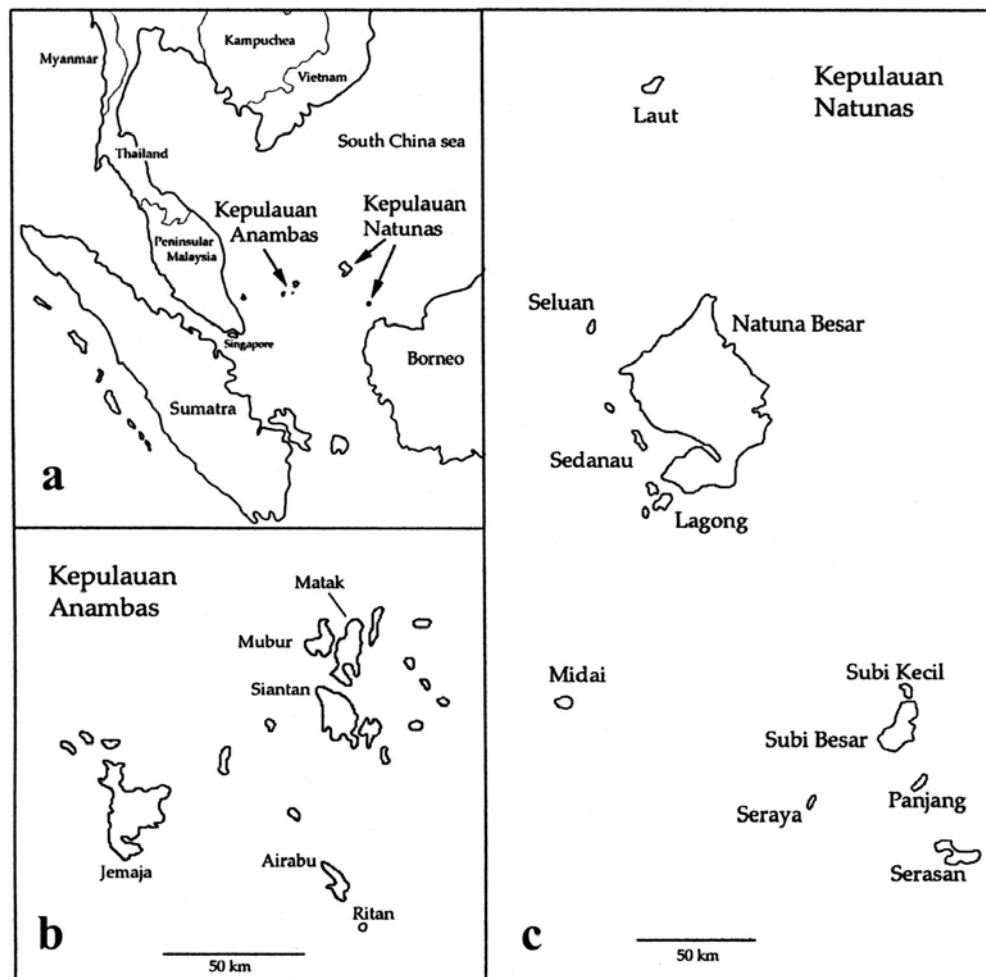 Kampuchea
Myanmar
Vietnam
South China sea
Thailand
Kepulauan
Anambas
Kepulauan
Natunas
Peninsular
Malaysia
Singapore
Borneo
Sumatra
a
Kepulauan
Anambas
Matak
Mubur
Siantan
Jemaja
Airabu
Ritan
b
50 km
Kepulauan
Natunas
Laut
Seluan
Natuna Besar
Sedanau
Lagong
Midai
Subi Kecil
Subi Besar
Seraya
Panjang
Serasan
c
50 km